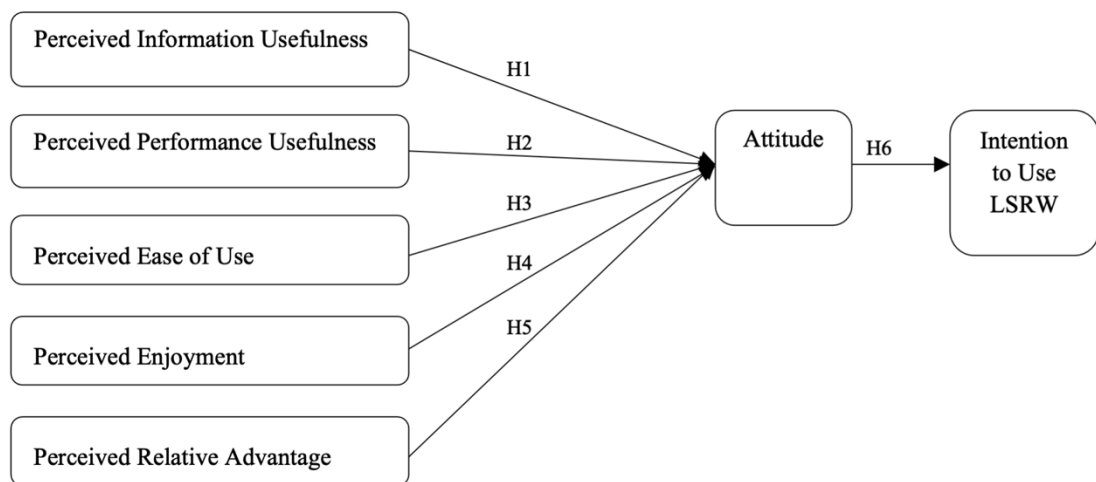 Perceived Information Usefulness
H1
Perceived Performance Usefulness
H2
Attitude
H6
Intention
to Use
LSRW
H3
Perceived Ease of Use
H4
H5
Perceived Enjoyment
Perceived Relative Advantage